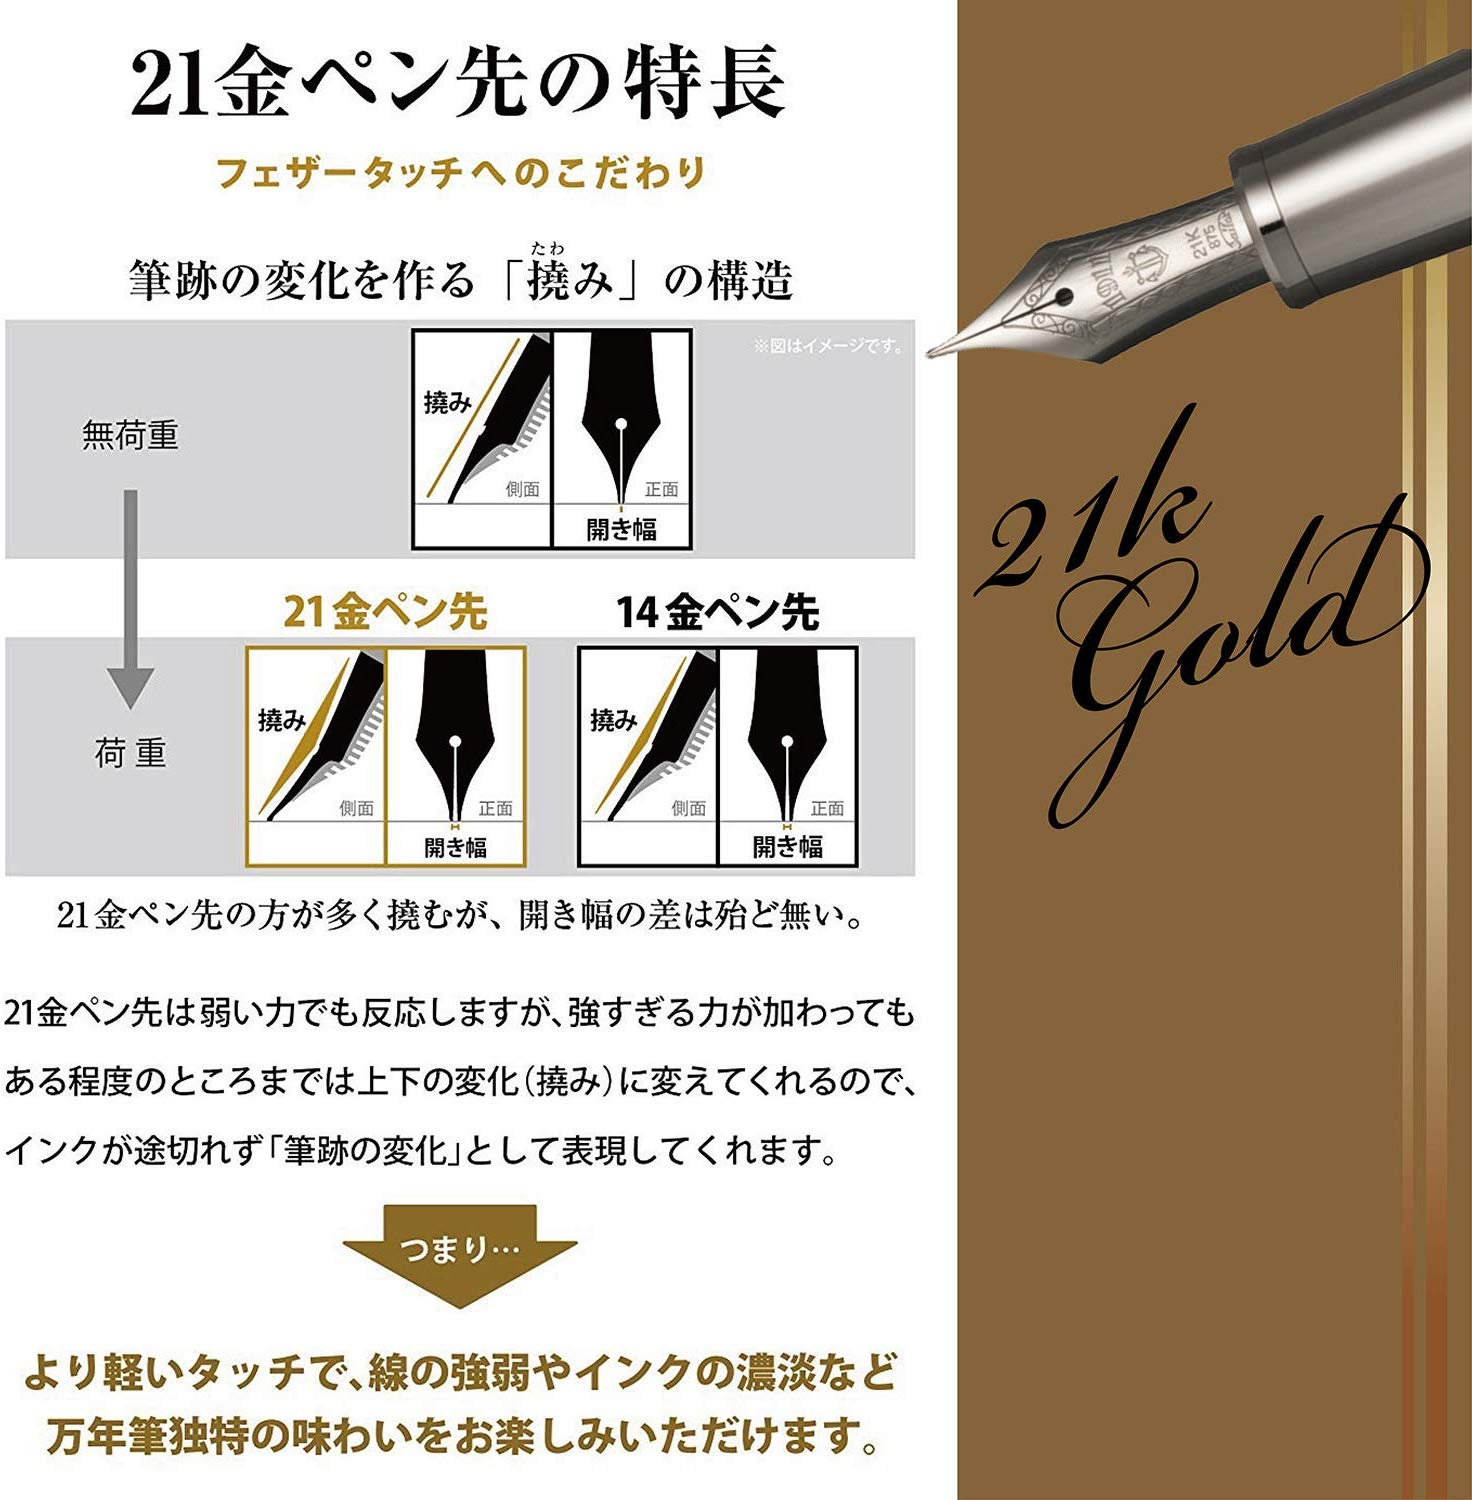 21金ペン先の特長
フェザータッチへのこだわり
たわ
筆跡の変化を作る「撓み」の構造
※図はイメージです。
無荷重
撓み
側面
正面
開き幅
21金ペン先
14金ペン先
荷重
撓み
側面
正面
開き幅
撓み
側面
正面
開き幅
21金ペン先の方が多く撓むが、開き幅の差は殆ど無い。
21金ペン先は弱い力でも反応しますが、強すぎる力が加わっても
ある程度のところまでは上下の変化(撓み)に変えてくれるので、
インクが途切れず「筆跡の変化」として表現してくれます。
つまり…
より軽いタッチで、線の強弱やインクの濃淡など
万年筆独特の味わいをお楽しみいただけます。
21K
875
Sailor
21k
Gold